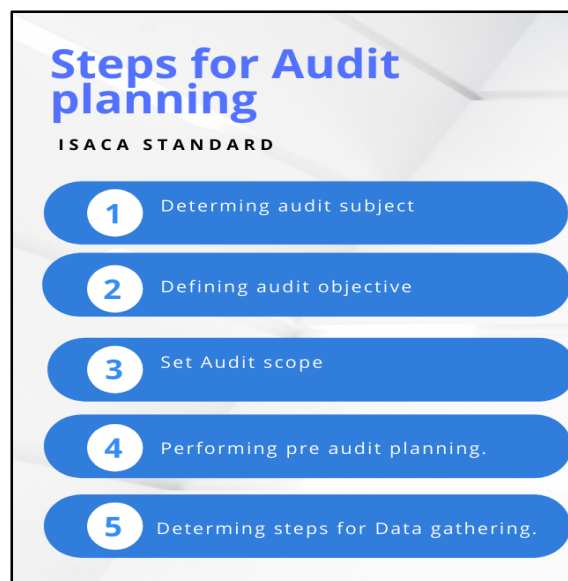 Steps for Audit
planning
ISACA STANDARD
1 Determing audit subject
2 Defining audit objective
3 Set Audit scope
4 Performing pre audit planning.
5 Determing steps for Data gathering.